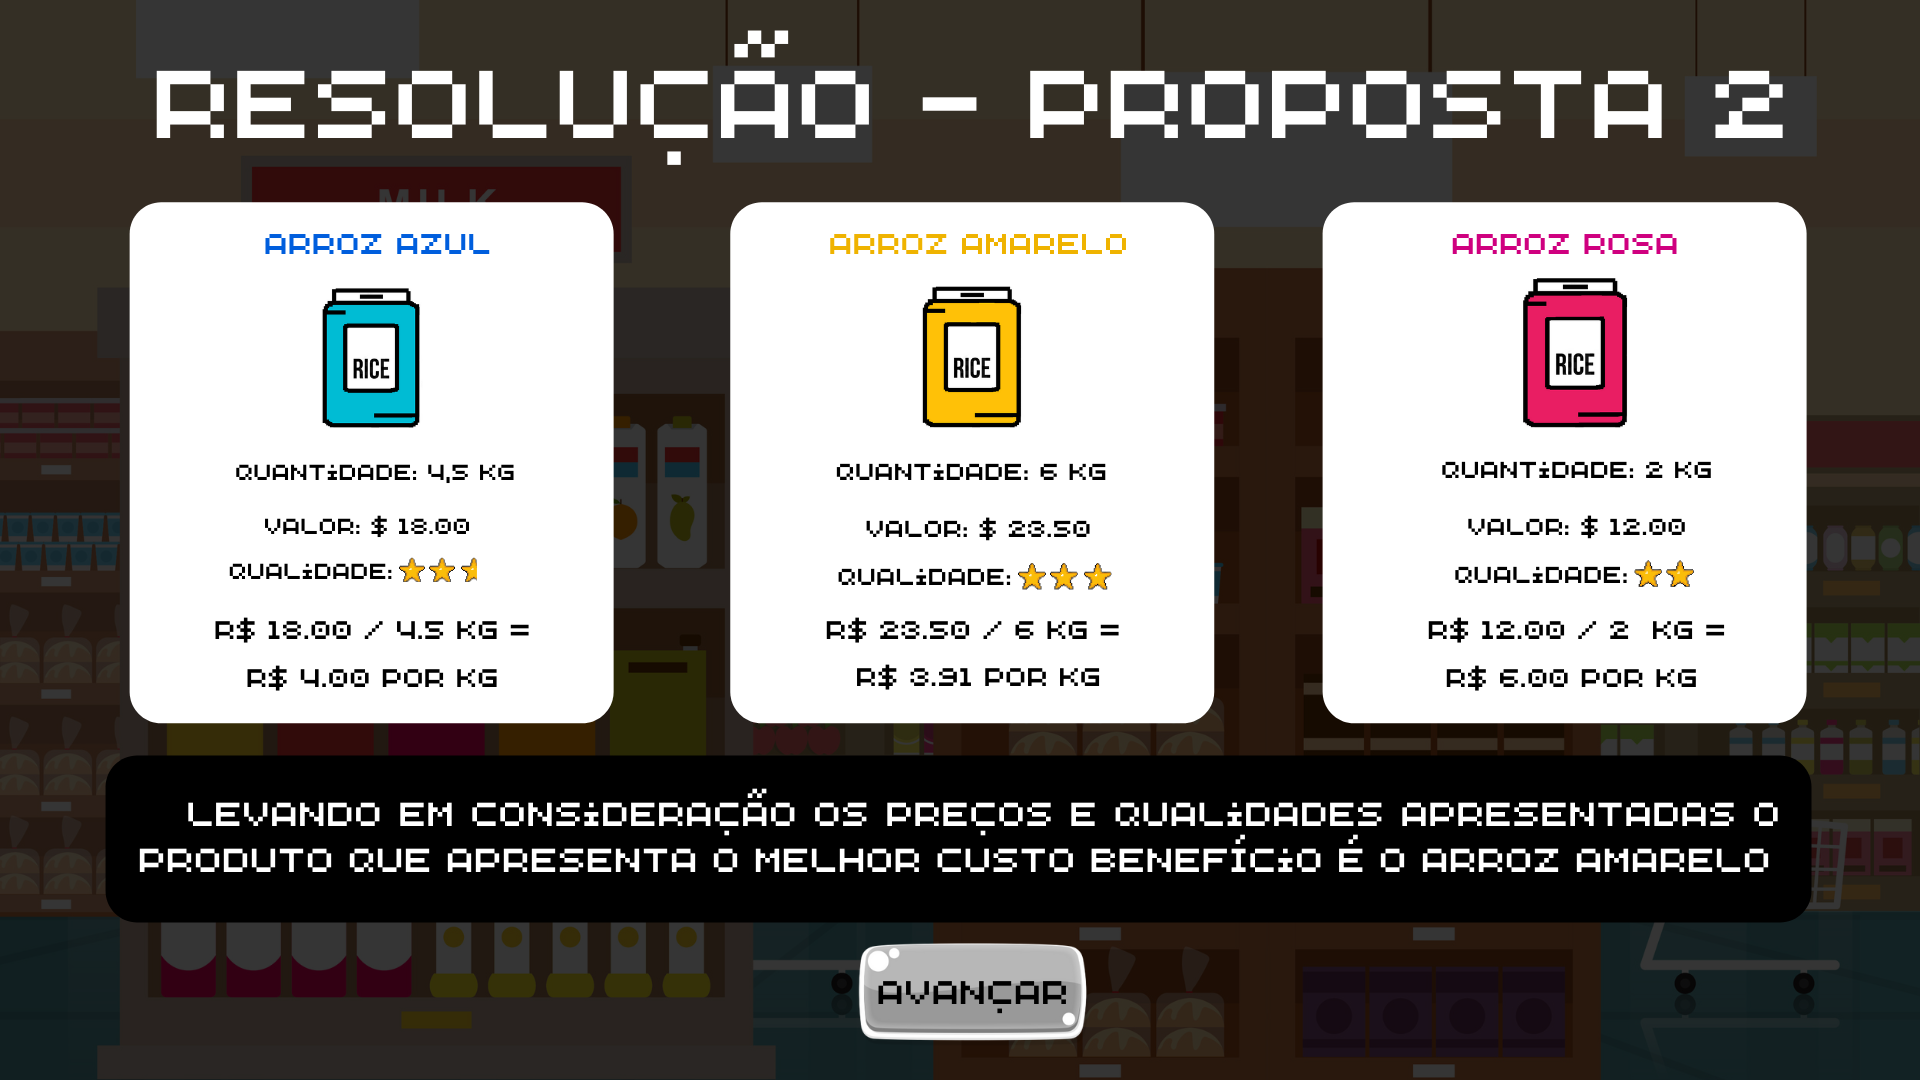 RESOLUÇÃO - PROPOSTA 2
MILK
ARROZ AZUL
RICE
QUANTiDADE: 4,5 KG
VALOR: $ 18.00
QUALiDADE:
R$ 18.00 / 4.5 KG =
R$ 4.00 POR KG
ARROZ AMARELO
RICE
QUANTiDADE: 6 KG
VALOR: $ 23.50
QUALiDADE:
R$ 23.50 / 6 KG =
R$ 3.91 POR KG
ARROZ ROSA
RICE
QUANTiDADE: 2 KG
VALOR: $ 12.00
QUALiDADE:
R$ 12.00 / 2 KG =
R$ 6.00 POR KG
LEVANDO EM CONSiDERAÇÃO OS PREÇOS E QUALiDADES APRESENTADAS O
PRODUTO QUE APRESENTA O MELHOR CUSTO BENEFÍCiO É O ARROZ AMARELO
AVANÇAR